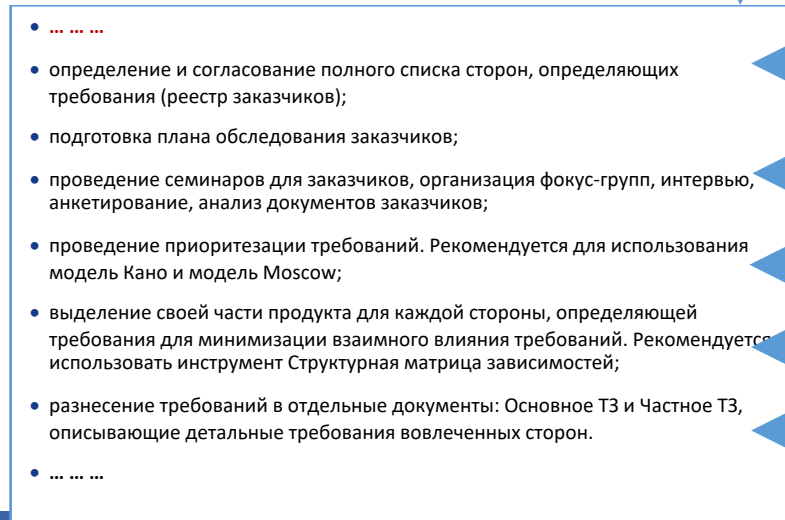 • ... ... ...
• определение и согласование полного списка сторон, определяющих
требования (реестр заказчиков);
• подготовка плана обследования заказчиков;
• проведение семинаров для заказчиков, организация фокус-групп, интервью,
анкетирование, анализ документов заказчиков;
• проведение приоритезации требований. Рекомендуется для использования
модель Кано и модель Moscow;
• выделение своей части продукта для каждой стороны, определяющей
требования для минимизации взаимного влияния требований. Рекомендуется
использовать инструмент Структурная матрица зависимостей;
• разнесение требований в отдельные документы: Основное ТЗ и Частное ТЗ,
описывающие детальные требования вовлеченных сторон.
• ... ... ...